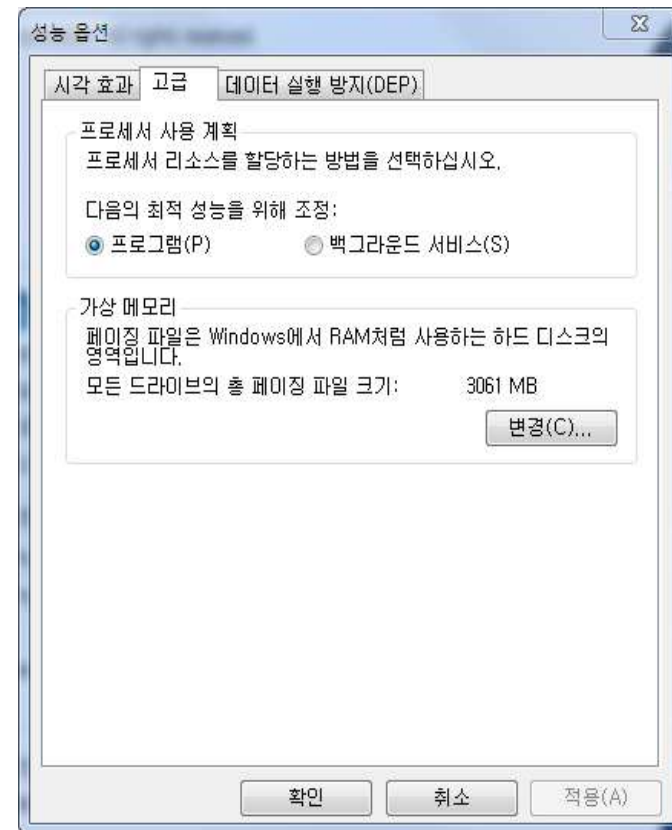 성능 옵션
시각 효과 고급 데이터 실행 방지(DEP)
프로세서 사용 계획
프로세서 리소스를 할당하는 방법을 선택하십시오.
다음의 최적 성능을 위해 조정:
프로그램(P) 백그라운드 서비스(S)
가상 메모리
페이징 파일은 Windows에서 RAM처럼 사용하는 하드 디스크의
영역입니다.
모든 드라이브의 총 페이징 파일 크기: 3061 MB
변경(C)...
확인 취소 적용(A)